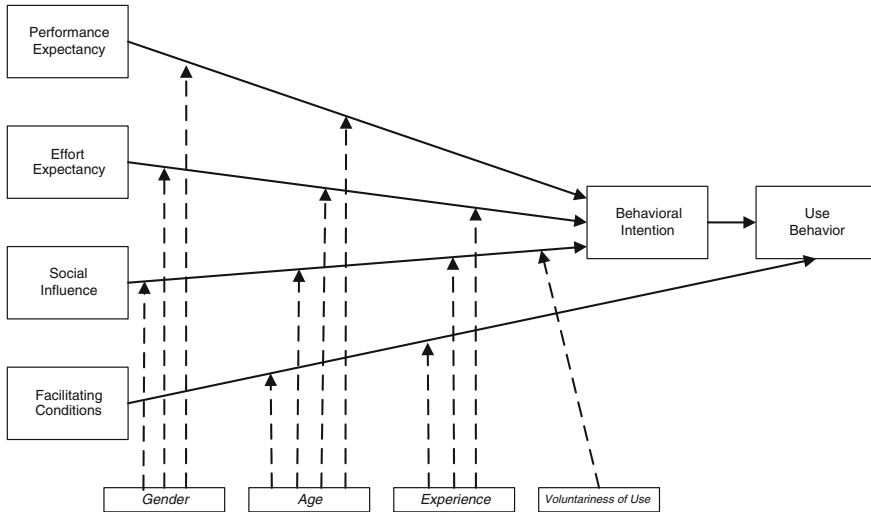 Performance
Expectancy
Effort
Expectancy
Social
Influence
Facilitating
Conditions
Behavioral
Intention
Use
Behavior
Gender
Age
Experience
Voluntariness of Use